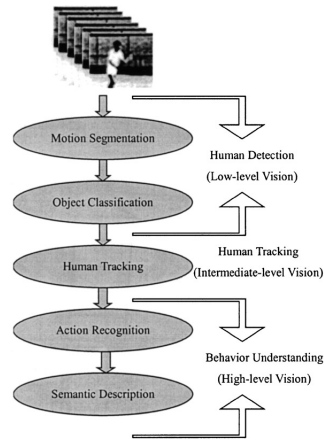 Motion Segmentation
Human Detection
(Low-level Vision)
Object Classification
Human Tracking
Human Tracking
(Intermediate-level Vision)
Action Recognition
Behavior Understanding
(High-level Vision)
Semantic Description